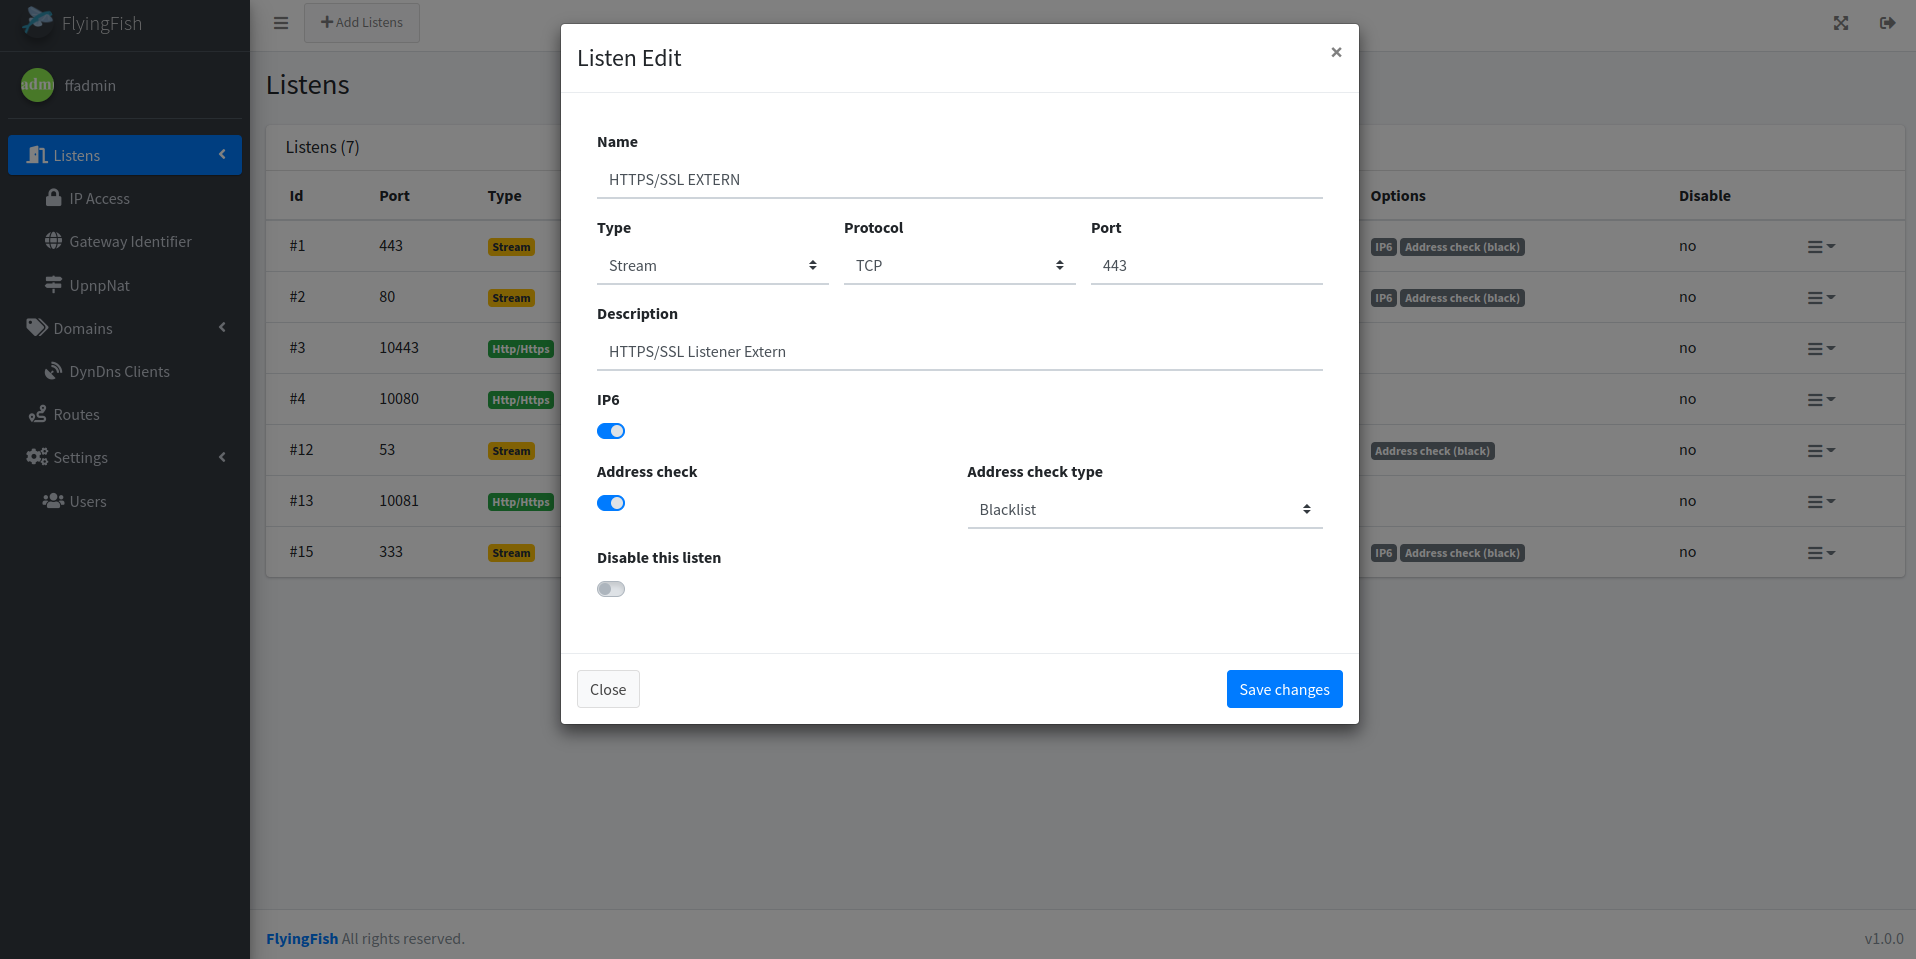 FlyingFish
Add Listens
adm ffadmin
Listens
IP Access
Gateway Identifier
UpnpNat
Domains
DynDns Clients
Routes
Settings
Users
Listens
Listens (7)
Id Port Type Options Disable
#1 443 Stream IP6 Address check (black) no
#2 80 Stream IP6 Address check (black) no
#3 10443 Http/Https no
#4 10080 Http/Https no
#12 53 Stream Address check (black) no
#13 10081 Http/Https no
#15 333 Stream IP6 Address check (black) no
Listen Edit ×
Name
HTTPS/SSL EXTERN
Type Protocol Port
Stream TCP 443
Description
HTTPS/SSL Listener Extern
IP6
Address check Address check type
Blacklist
Disable this listen
Close Save changes
FlyingFish All rights reserved. v1.0.0